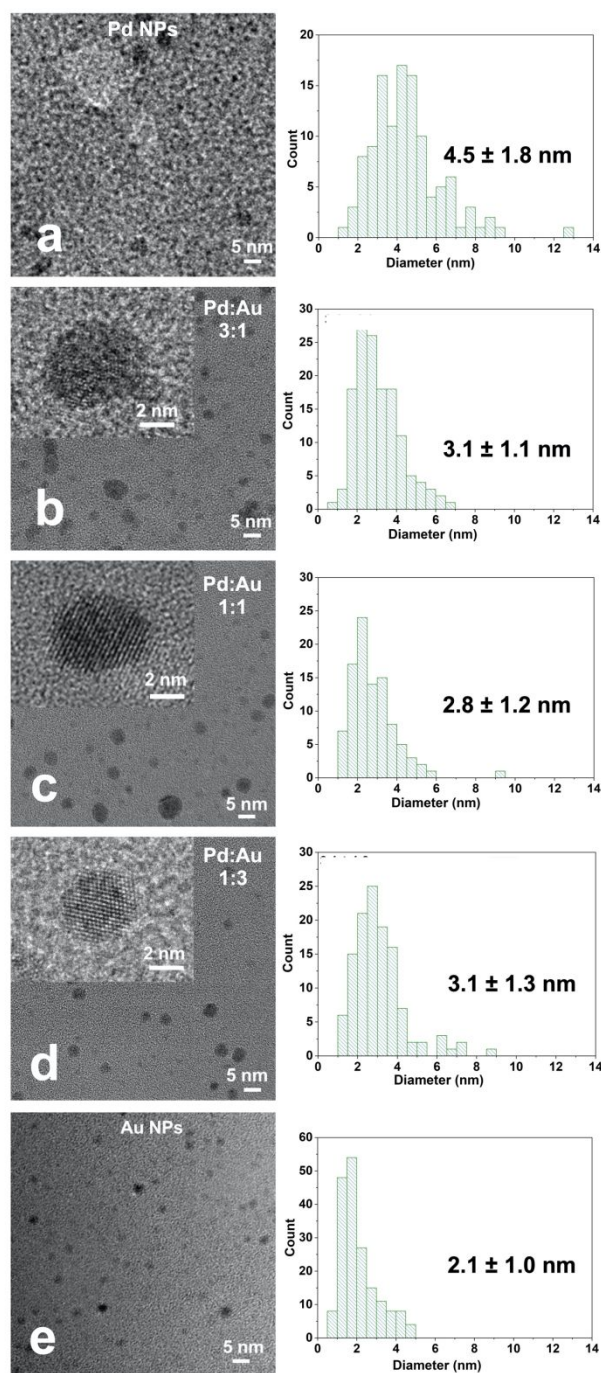 Pd NPs
a
5 nm
20
15
10
5
0
Count
4.5 ± 1.8 nm
0 2 4 6 8 10 12 14
Diameter (nm)
Pd:Au
3:1
2 nm
b
5 nm
30
25
20
15
10
5
0
Count
3.1 ± 1.1 nm
0 2 4 6 8 10 12 14
Diameter (nm)
Pd:Au
1:1
2 nm
c
5 nm
30
25
20
15
10
5
0
Count
2.8 ± 1.2 nm
0 2 4 6 8 10 12 14
Diameter (nm)
Pd:Au
1:3
2 nm
d
5 nm
30
25
20
15
10
5
0
Count
3.1 ± 1.3 nm
0 2 4 6 8 10 12 14
Diameter (nm)
Au NPs
e
5 nm
60
50
40
30
20
10
0
Count
2.1 ± 1.0 nm
0 2 4 6 8 10 12 14
Diameter (nm)